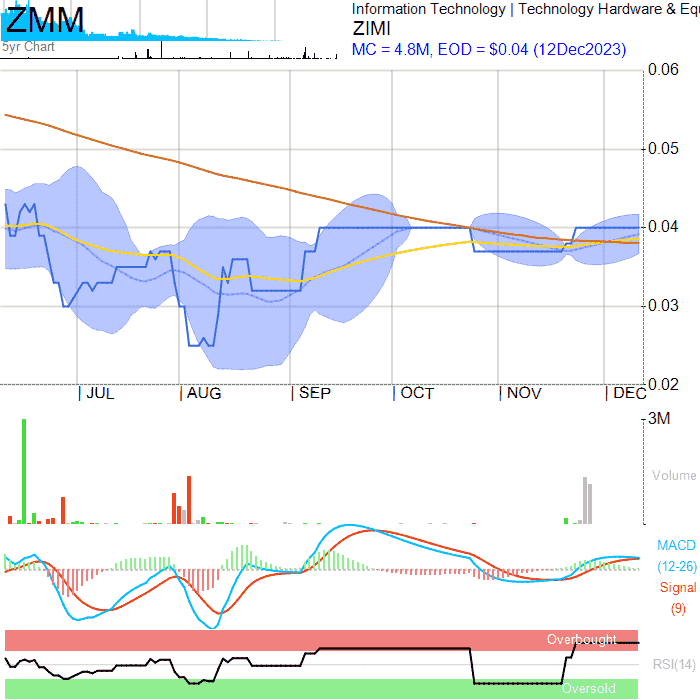 ZMM
5yr Chart
Information Technology | Technology Hardware & Equ
ZIMI
MC = 4.8M, EOD = $0.04 (12Dec2023)
0.06
0.05
0.04
0.03
0.02
| JUL | AUG | SEP | OCT | NOV | DEC
3M
Volume
MACD
(12-26)
Signal
(9)
Overbought
RSI(14)
Oversold